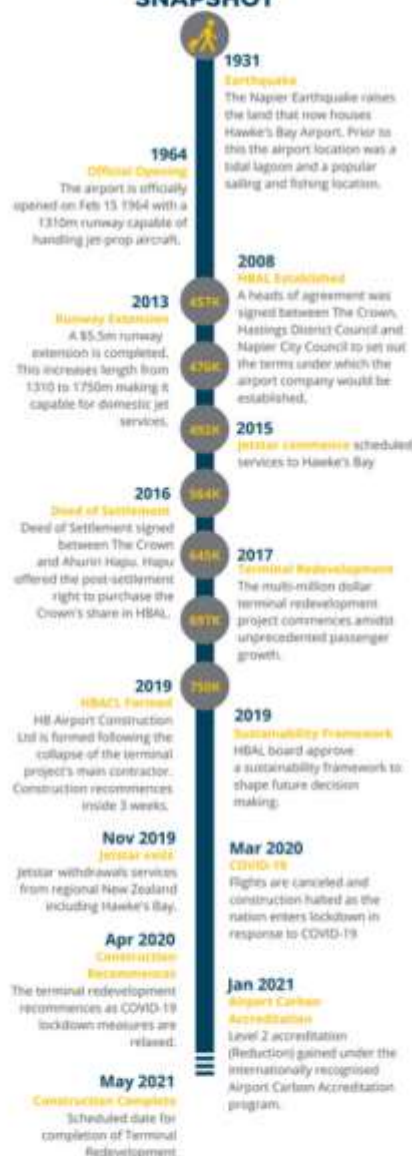 SNAPSHOT
1931
Earthquake
The Napier Earthquake raises
the land that now houses
Hawke's Bay Airport. Prior to
this the airport location was a
tidal lagoon and a popular
sailing and fishing location.
1964
Official Opening
The airport is officially
opened on Feb 15 1964 with a
1310m runway capable of
handling jet-prop aircraft.
2008
HBAL Established
A heads of agreement was
signed between The Crown,
Hastings District Council and
Napier City Council to set out
the terms under which the
airport company would be
established.
457K
2013
Runway Extension
A $5.5m runway
extension is completed.
This increases length from
1310 to 1750m making it
capable for domestic jet
services.
476K
452K
2015
Jetstar commence scheduled
services to Hawke's Bay
564K
2016
Deed of Settlement
Deed of Settlement signed
between The Crown
and Ahuriri Hapu. Hapu
offered the post-settlement
right to purchase the
Crown's share in HBAL.
645K
2017
Terminal Redevelopment
The multi-million dollar
terminal redevelopment
project commences amidst
unprecedented passenger
growth.
697K
750K
2019
HBACL Formed
HB Airport Construction
Ltd is formed following the
collapse of the terminal
project's main contractor.
Construction recommences
inside 3 weeks.
2019
Sustainability Framework
HBAL board approve
a sustainability framework to
shape future decision
making.
Nov 2019
Jetstar exits
Jetstar withdrawals services
from regional New Zealand
including Hawke's Bay.
Mar 2020
COVID-19
Flights are canceled and
construction halted as the
nation enters lockdown in
response to COVID-19
Apr 2020
Construction
Recommences
The terminal redevelopment
recommences as COVID-19
lockdown measures are
relaxed.
Jan 2021
Airport Carbon
Accreditation
Level 2 accreditation
(Reduction) gained under the
internationally recognised
Airport Carbon Accreditation
program.
May 2021
Construction Complete
Scheduled date for
completion of Terminal
Redevelopment